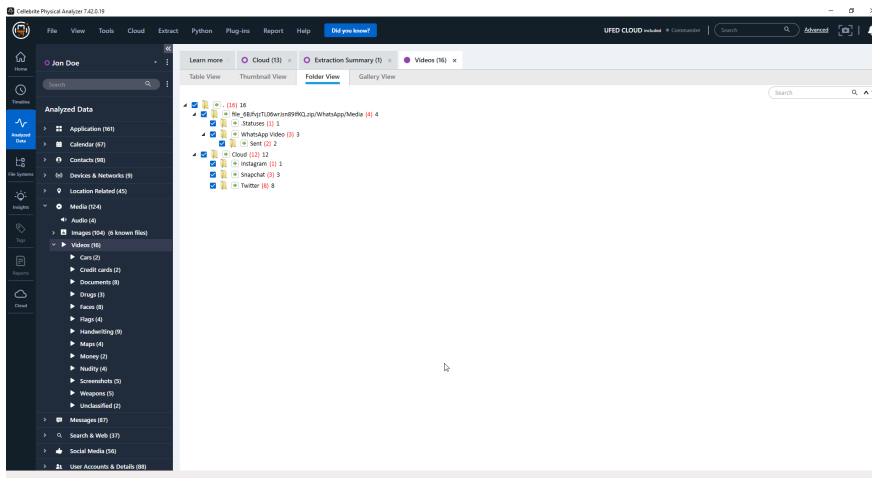 Cellebrite Physical Analyzer 7.42.0.19
File View Tools Cloud Extract Python Plug-ins Report Help Did you know?
UFED CLOUD included Commander Search Advanced
Home
Timeline
Analyzed Data
File Systems
Insights
Tags
Reports
Cloud
Jon Doe
Search
Analyzed Data
Application (161)
Calendar (67)
Contacts (98)
Devices & Networks (9)
Location Related (45)
Media (124)
Audio (4)
Images (104) (6 known files)
Videos (16)
Cars (2)
Credit cards (2)
Documents (8)
Drugs (3)
Faces (8)
Flags (4)
Handwriting (9)
Maps (4)
Money (2)
Nudity (4)
Screenshots (5)
Weapons (5)
Unclassified (2)
Messages (87)
Search & Web (37)
Social Media (56)
User Accounts & Details (88)
Learn more Cloud (13) × Extraction Summary (1) × Videos (16) ×
Table View Thumbnail View Folder View Gallery View
Search
. (16) 16
/WhatsApp/Media (4) 4
.Statuses (1) 1
WhatsApp Video (3) 3
Sent (2) 2
Cloud (12) 12
Instagram (1) 1
Snapchat (3) 3
Twitter (8) 8